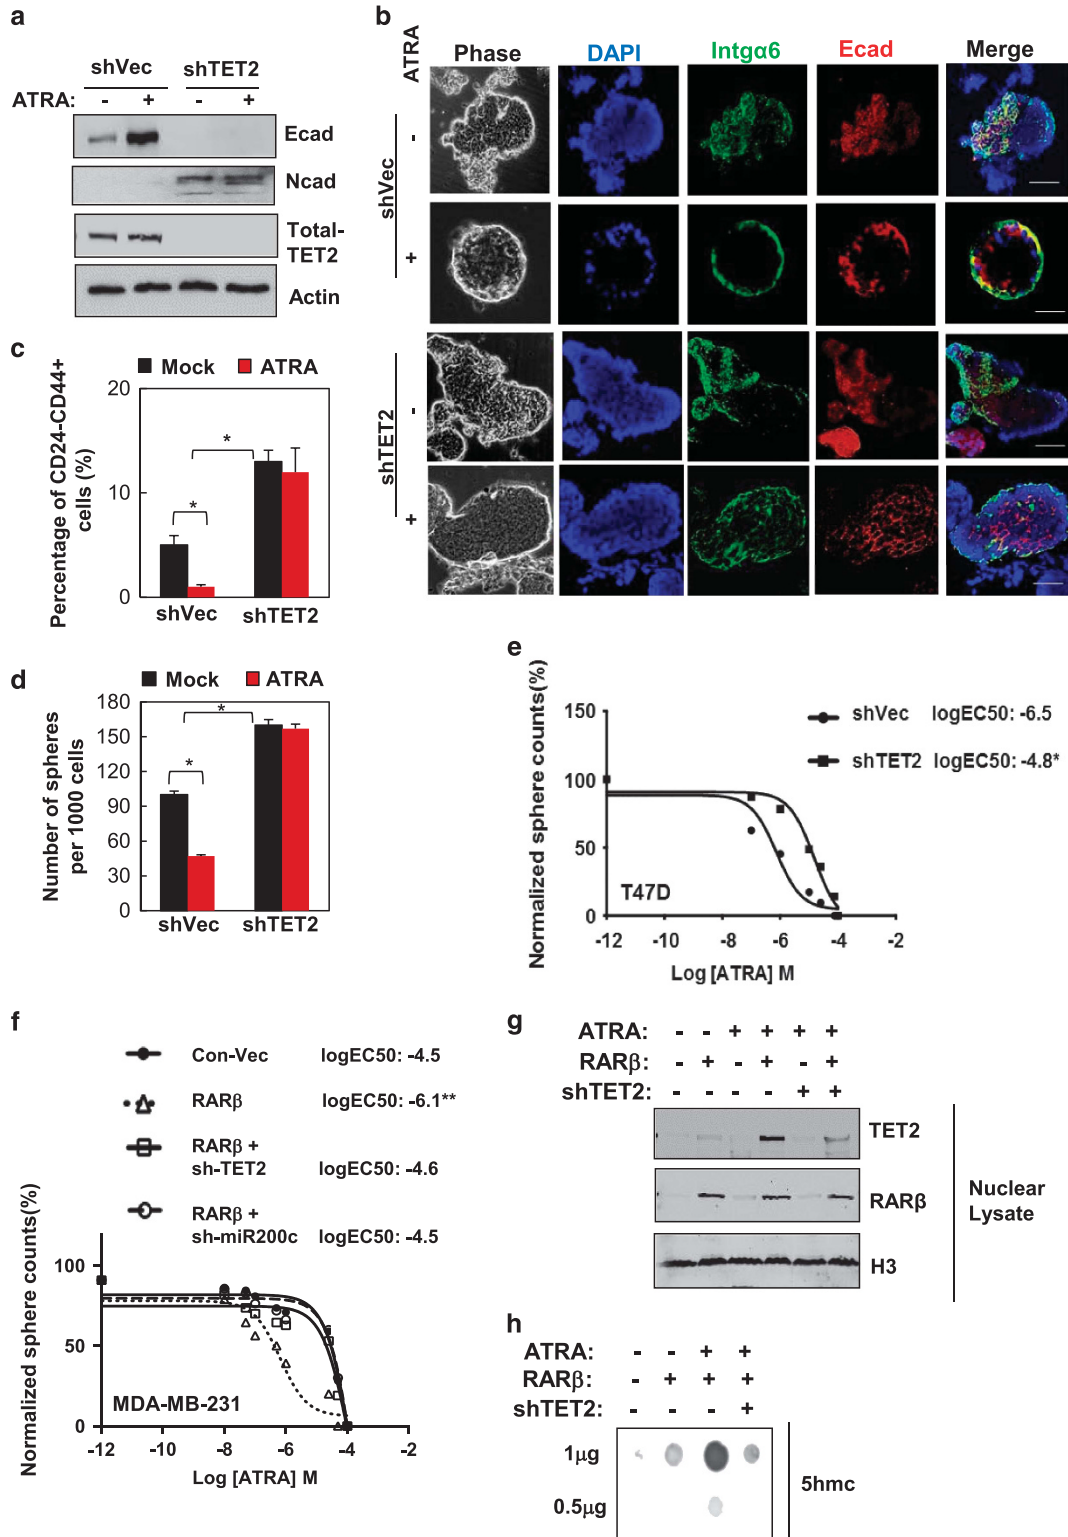 a
shVec shTET2
ATRA: - + - +
Ecad
Ncad
Total-
TET2
Actin
b
ATRA
Phase DAPI Intgα6 Ecad Merge
shVec
-
+
shTET2
-
+
c
Mock ATRA
Percentage of CD24-CD44+
cells (%)
20
10
0
*
*
shVec shTET2
d
Mock ATRA
Number of spheres
per 1000 cells
180
150
120
90
60
30
0
*
*
shVec shTET2
e
Normalized sphere counts(%)
150
100
50
0
shVec logEC50: -6.5
shTET2 logEC50: -4.8*
T47D
-12 -10 -8 -6 -4 -2
Log [ATRA] M
f
Con-Vec logEC50: -4.5
RARβ logEC50: -6.1**
RARβ +
sh-TET2 logEC50: -4.6
RARβ +
sh-miR200c logEC50: -4.5
Normalized sphere counts(%)
100
50
0
MDA-MB-231
-12 -10 -8 -6 -4 -2
Log [ATRA] M
g
ATRA: - - + + + +
RARβ: - + - + - +
shTET2: - - - - + +
TET2
RARβ
H3
Nuclear
Lysate
h
ATRA: - - + +
RARβ: - + + +
shTET2: - - - +
1µg
0.5µg
5hmc